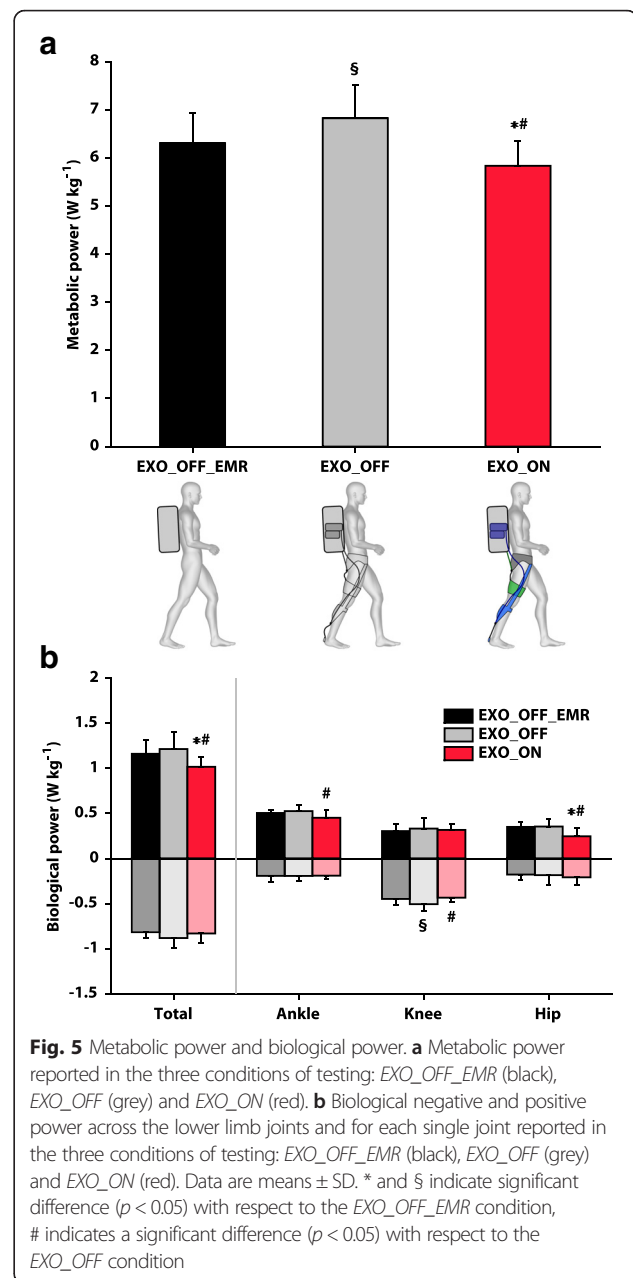 a
8
7
6
5
4
3
2
1
0
Metabolic power (W kg⁻¹)
§
*#
EXO_OFF_EMR EXO_OFF EXO_ON
b
2
1.5
1
0.5
0
-0.5
-1
-1.5
Biological power (W kg⁻¹)
EXO_OFF_EMR
EXO_OFF
EXO_ON
*#
#
*#
§
#
Total Ankle Knee Hip
Fig. 5 Metabolic power and biological power. a Metabolic power
reported in the three conditions of testing: EXO_OFF_EMR (black),
EXO_OFF (grey) and EXO_ON (red). b Biological negative and positive
power across the lower limb joints and for each single joint reported in
the three conditions of testing: EXO_OFF_EMR (black), EXO_OFF (grey)
and EXO_ON (red). Data are means ± SD. * and § indicate significant
difference (p < 0.05) with respect to the EXO_OFF_EMR condition,
# indicates a significant difference (p < 0.05) with respect to the
EXO_OFF condition